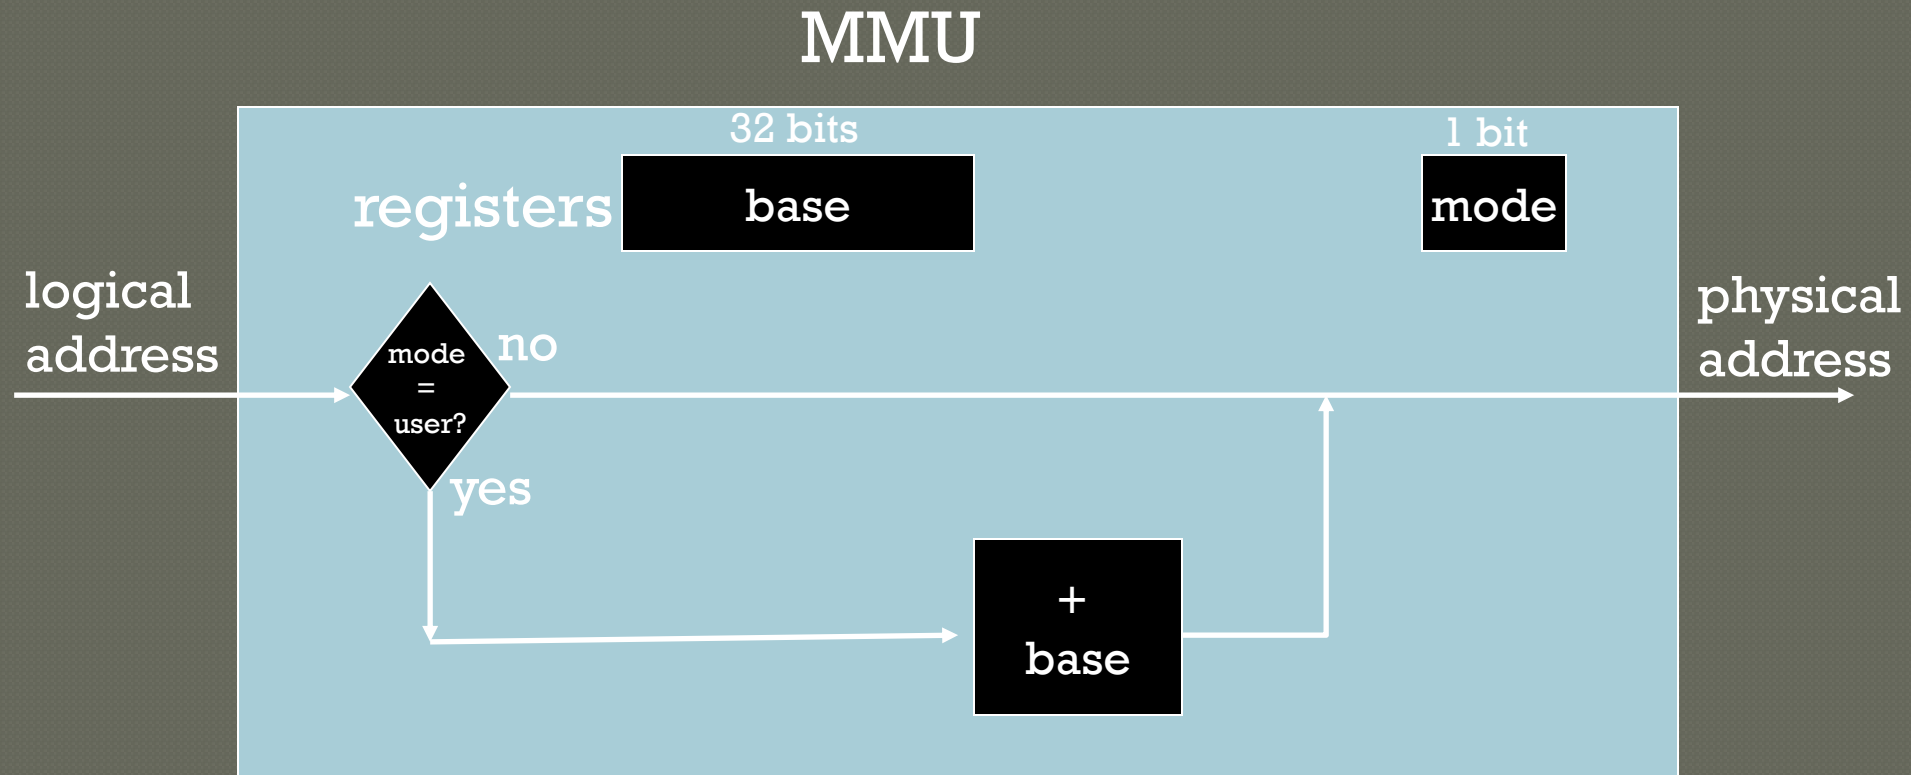 MMU
32 bits
1 bit
registers
base
mode
logical
address
physical
address
mode
=
user?
no
yes
+
base